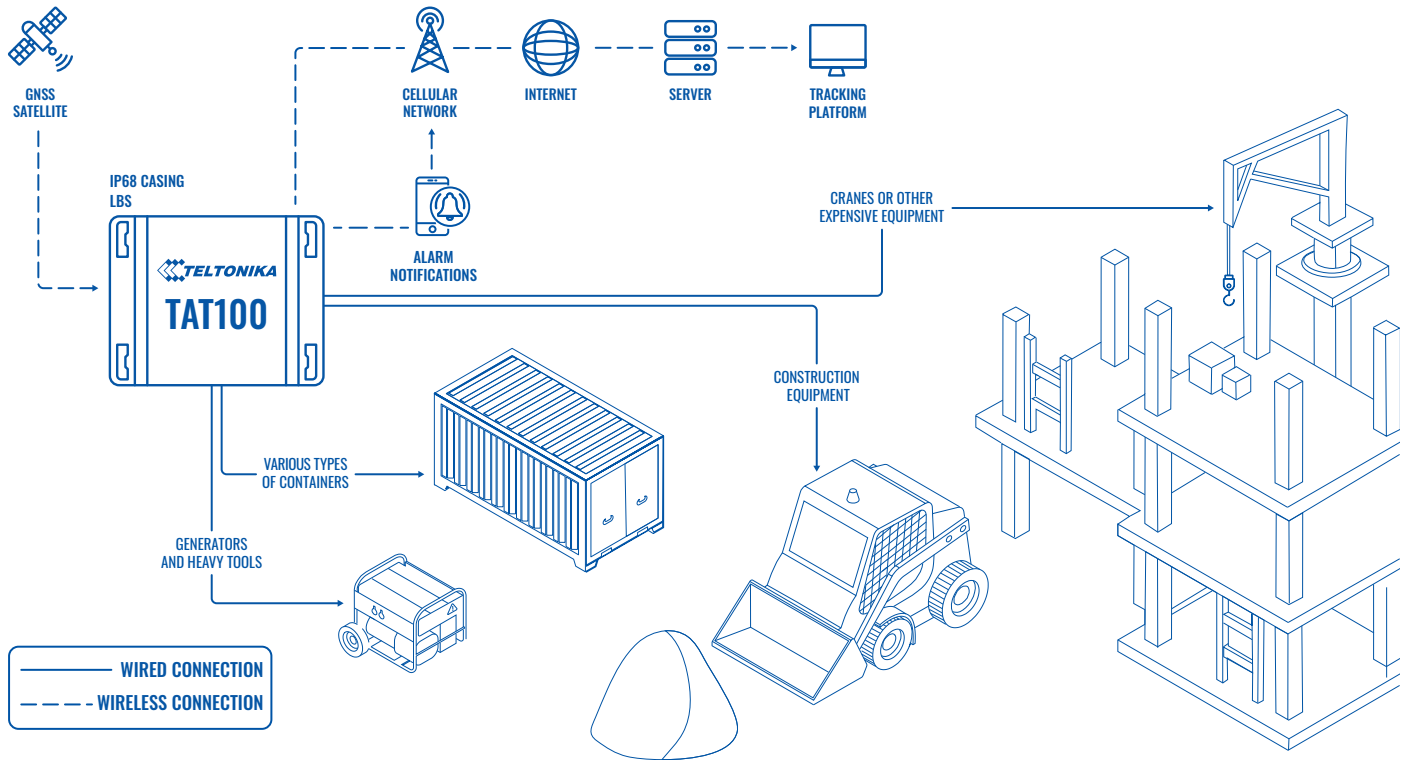 GNSS
SATELLITE
CELLULAR
NETWORK
INTERNET
SERVER
TRACKING
PLATFORM
IP68 CASING
LBS
TELTONIKA
TAT100
ALARM
NOTIFICATIONS
CRANES OR OTHER
EXPENSIVE EQUIPMENT
CONSTRUCTION
EQUIPMENT
VARIOUS TYPES
OF CONTAINERS
GENERATORS
AND HEAVY TOOLS
WIRED CONNECTION
WIRELESS CONNECTION